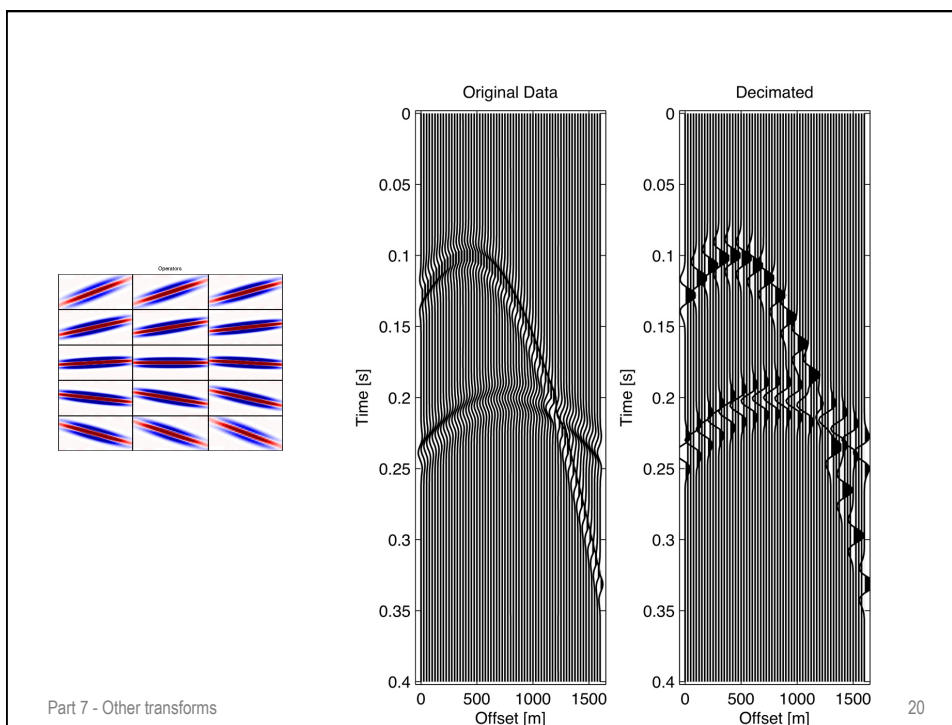 Operators
Original Data
0
0.05
0.1
0.15
0.2
0.25
0.3
0.35
0.4
Time [s]
0 500 1000 1500
Offset [m]
Decimated
0
0.05
0.1
0.15
0.2
0.25
0.3
0.35
0.4
Time [s]
0 500 1000 1500
Offset [m]
Part 7 - Other transforms
20